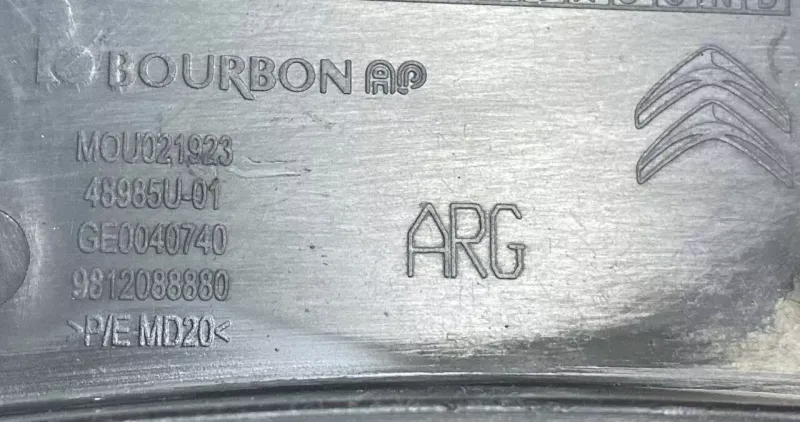 BOURBON AP
MOU021923
48985U-01
GE0040740
9812088880
>P/E-MD20<
ARG